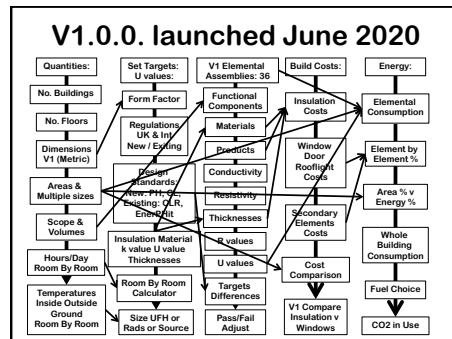 V1.0.0. launched June 2020
Quantities:
No. Buildings
No. Floors
Dimensions
V1 (Metric)
Areas &
Multiple sizes
Scope &
Volumes
Hours/Day
Room By Room
Temperatures
Inside Outside
Ground
Room By Room
Set Targets:
U values:
Form Factor
Regulations
UK & Int
New / Exiting
Design
Standards:
New: PH, CL,
Existing: CLR,
EnerPHit
Insulation Material
k value U value
Thicknesses
Room By Room
Calculator
Size UFH or
Rads or Source
V1 Elemental
Assemblies: 36
Functional
Components
Materials
Products
Conductivity
Resistivity
Thicknesses
R values
U values
Targets
Differences
Pass/Fail
Adjust
Build Costs:
Insulation
Costs
Window
Door
Rooflight
Costs
Secondary
Elements
Costs
Cost
Comparison
V1 Compare
Insulation v
Windows
Energy:
Elemental
Consumption
Element by
Element %
Area % v
Energy %
Whole
Building
Consumption
Fuel Choice
CO2 in Use